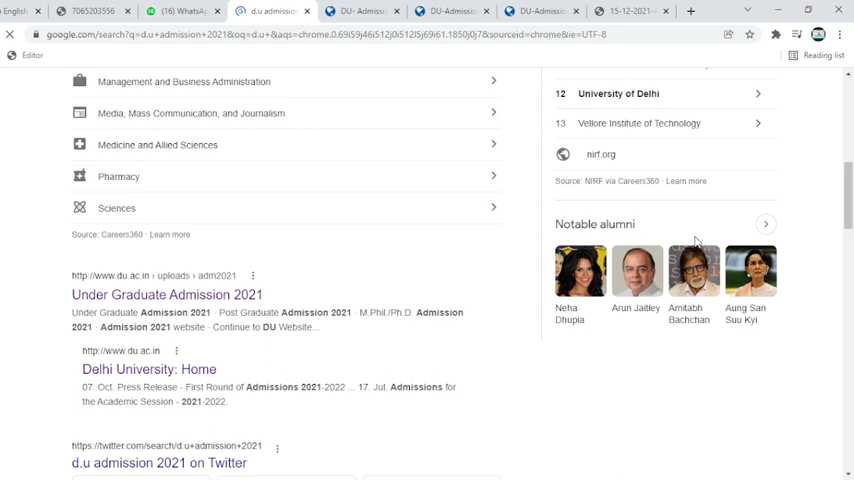 n English
7065203556
(16) WhatsAp
d.u admission
DU- Admissio
DU-Admissio
DU-Admission
15-12-2021-A
google.com/search?q=d.u+admission+2021&oq=d.u+&aqs=chrome.0.69i59j46i512j0i512l5j69i61.1850j0j7&sourceid=chrome&ie=UTF-8
Editor
Reading list
Management and Business Administration
Media, Mass Communication, and Journalism
Medicine and Allied Sciences
Pharmacy
Sciences
Source: Careers360 · Learn more
http://www.du.ac.in › uploads › adm2021
Under Graduate Admission 2021
Under Graduate Admission 2021 · Post Graduate Admission 2021 · M.Phil./Ph.D. Admission
2021 · Admission 2021 website · Continue to DU Website...
http://www.du.ac.in
Delhi University: Home
07. Oct. Press Release - First Round of Admissions 2021-2022 ... 17. Jul. Admissions for
the Academic Session - 2021-2022.
https://twitter.com/search/d.u+admission+2021
d.u admission 2021 on Twitter
12 University of Delhi
13 Vellore Institute of Technology
nirf.org
Source: NIRF via Careers360 · Learn more
Notable alumni
Neha
Dhupia
Arun Jaitley
Amitabh
Bachchan
Aung San
Suu Kyi